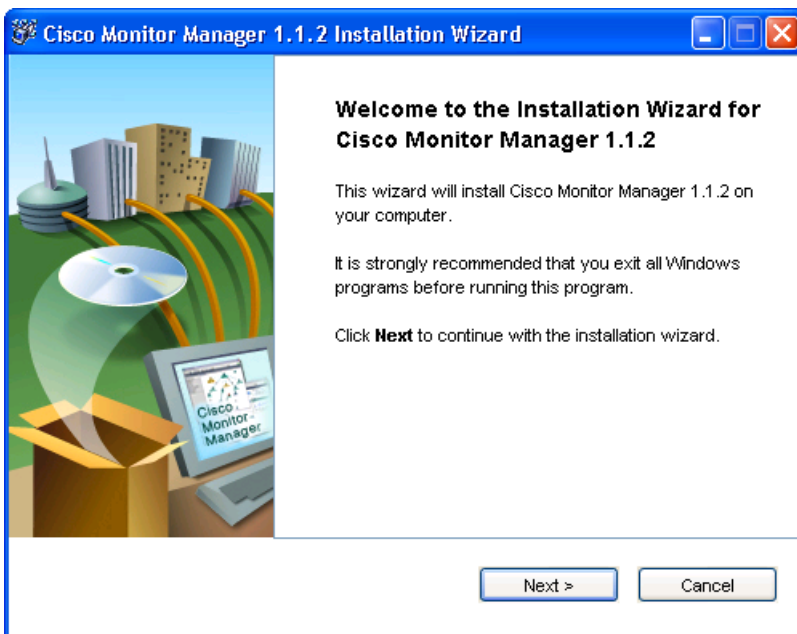 Cisco Monitor Manager 1.1.2 Installation Wizard
Welcome to the Installation Wizard for
Cisco Monitor Manager 1.1.2
This wizard will install Cisco Monitor Manager 1.1.2 on
your computer.
It is strongly recommended that you exit all Windows
programs before running this program.
Click Next to continue with the installation wizard.
Cisco
Monitor
Manager
Next >
Cancel